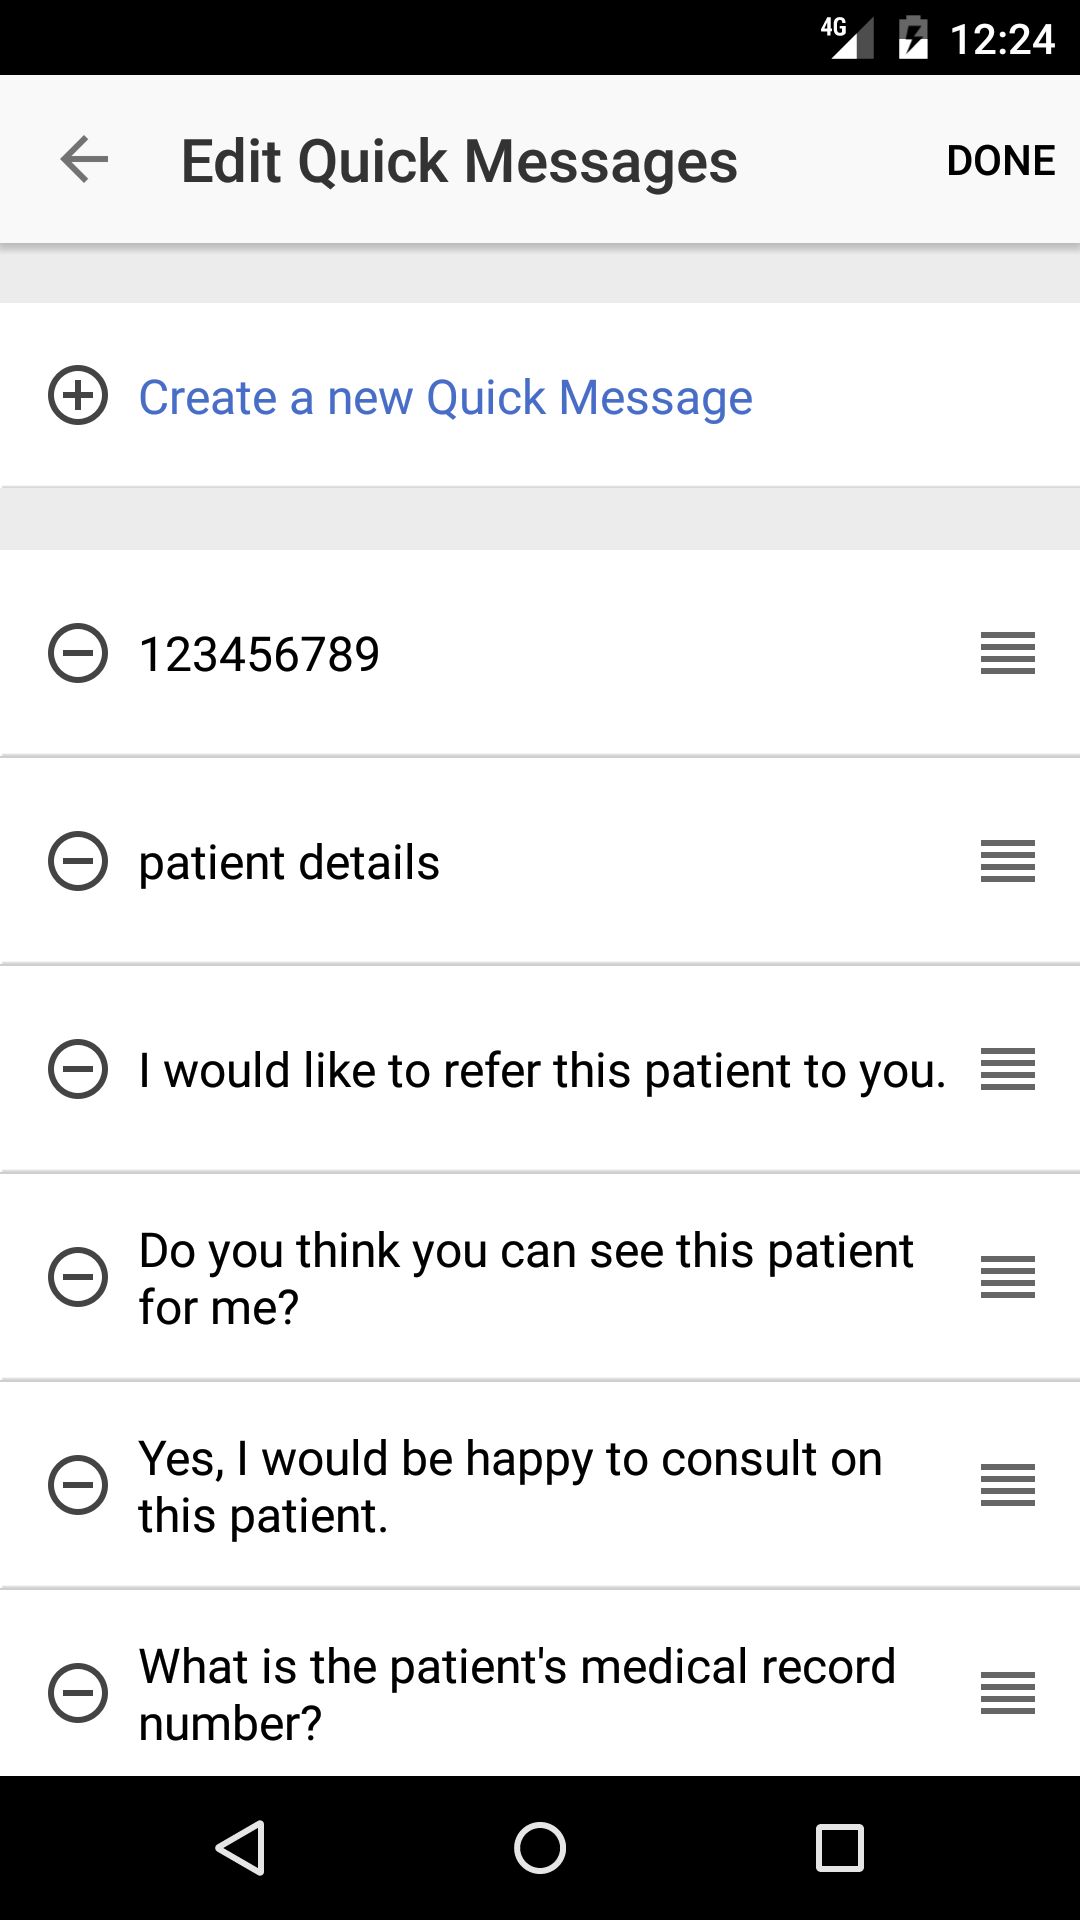 4G 12:24
Edit Quick Messages DONE
Create a new Quick Message
123456789
patient details
I would like to refer this patient to you.
Do you think you can see this patient
for me?
Yes, I would be happy to consult on
this patient.
What is the patient's medical record
number?